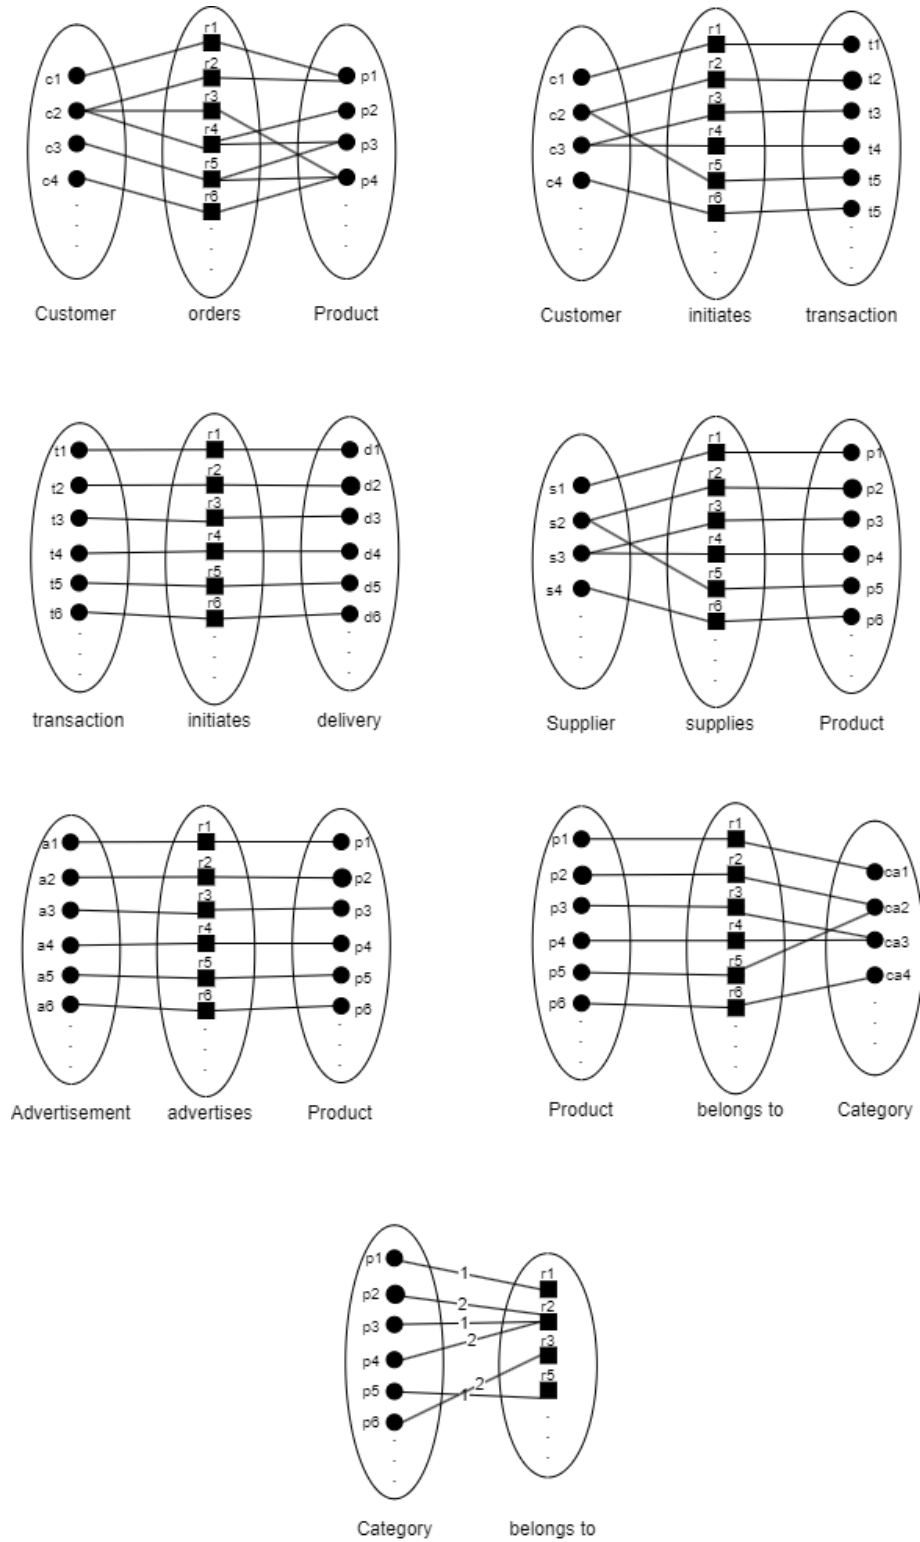 r1
r2
r3
r4
r5
r6
c1
c2
c3
c4
p1
p2
p3
p4
Customer orders Product
r1
r2
r3
r4
r5
r6
c1
c2
c3
c4
t1
t2
t3
t4
t5
t5
Customer initiates transaction
t1
t2
t3
t4
t5
t6
r1
r2
r3
r4
r5
r6
d1
d2
d3
d4
d5
d6
transaction initiates delivery
s1
s2
s3
s4
r1
r2
r3
r4
r5
r6
p1
p2
p3
p4
p5
p6
Supplier supplies Product
a1
a2
a3
a4
a5
a6
r1
r2
r3
r4
r5
r6
p1
p2
p3
p4
p5
p6
Advertisement advertises Product
p1
p2
p3
p4
p5
p6
r1
r2
r3
r4
r5
r6
ca1
ca2
ca3
ca4
Product belongs to Category
p1
p2
p3
p4
p5
p6
1
2
1
2
2
1
r1
r2
r3
r5
Category belongs to